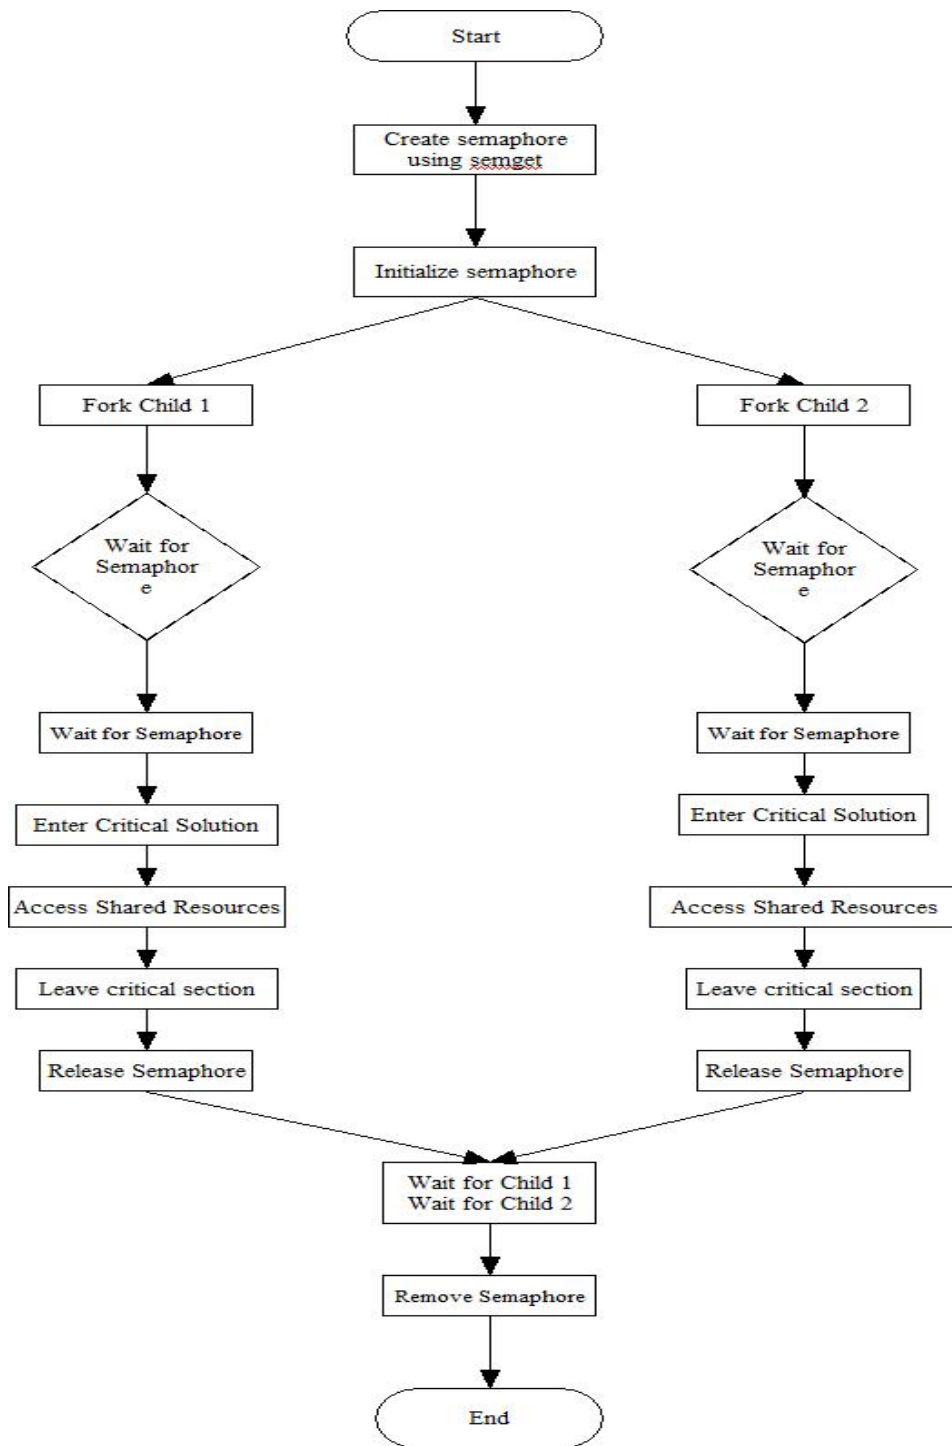 Start
Create semaphore
using semget
Initialize semaphore
Fork Child 1
Fork Child 2
Wait for
Semaphor
e
Wait for
Semaphor
e
Wait for Semaphore
Wait for Semaphore
Enter Critical Solution
Enter Critical Solution
Access Shared Resources
Access Shared Resources
Leave critical section
Leave critical section
Release Semaphore
Release Semaphore
Wait for Child 1
Wait for Child 2
Remove Semaphore
End